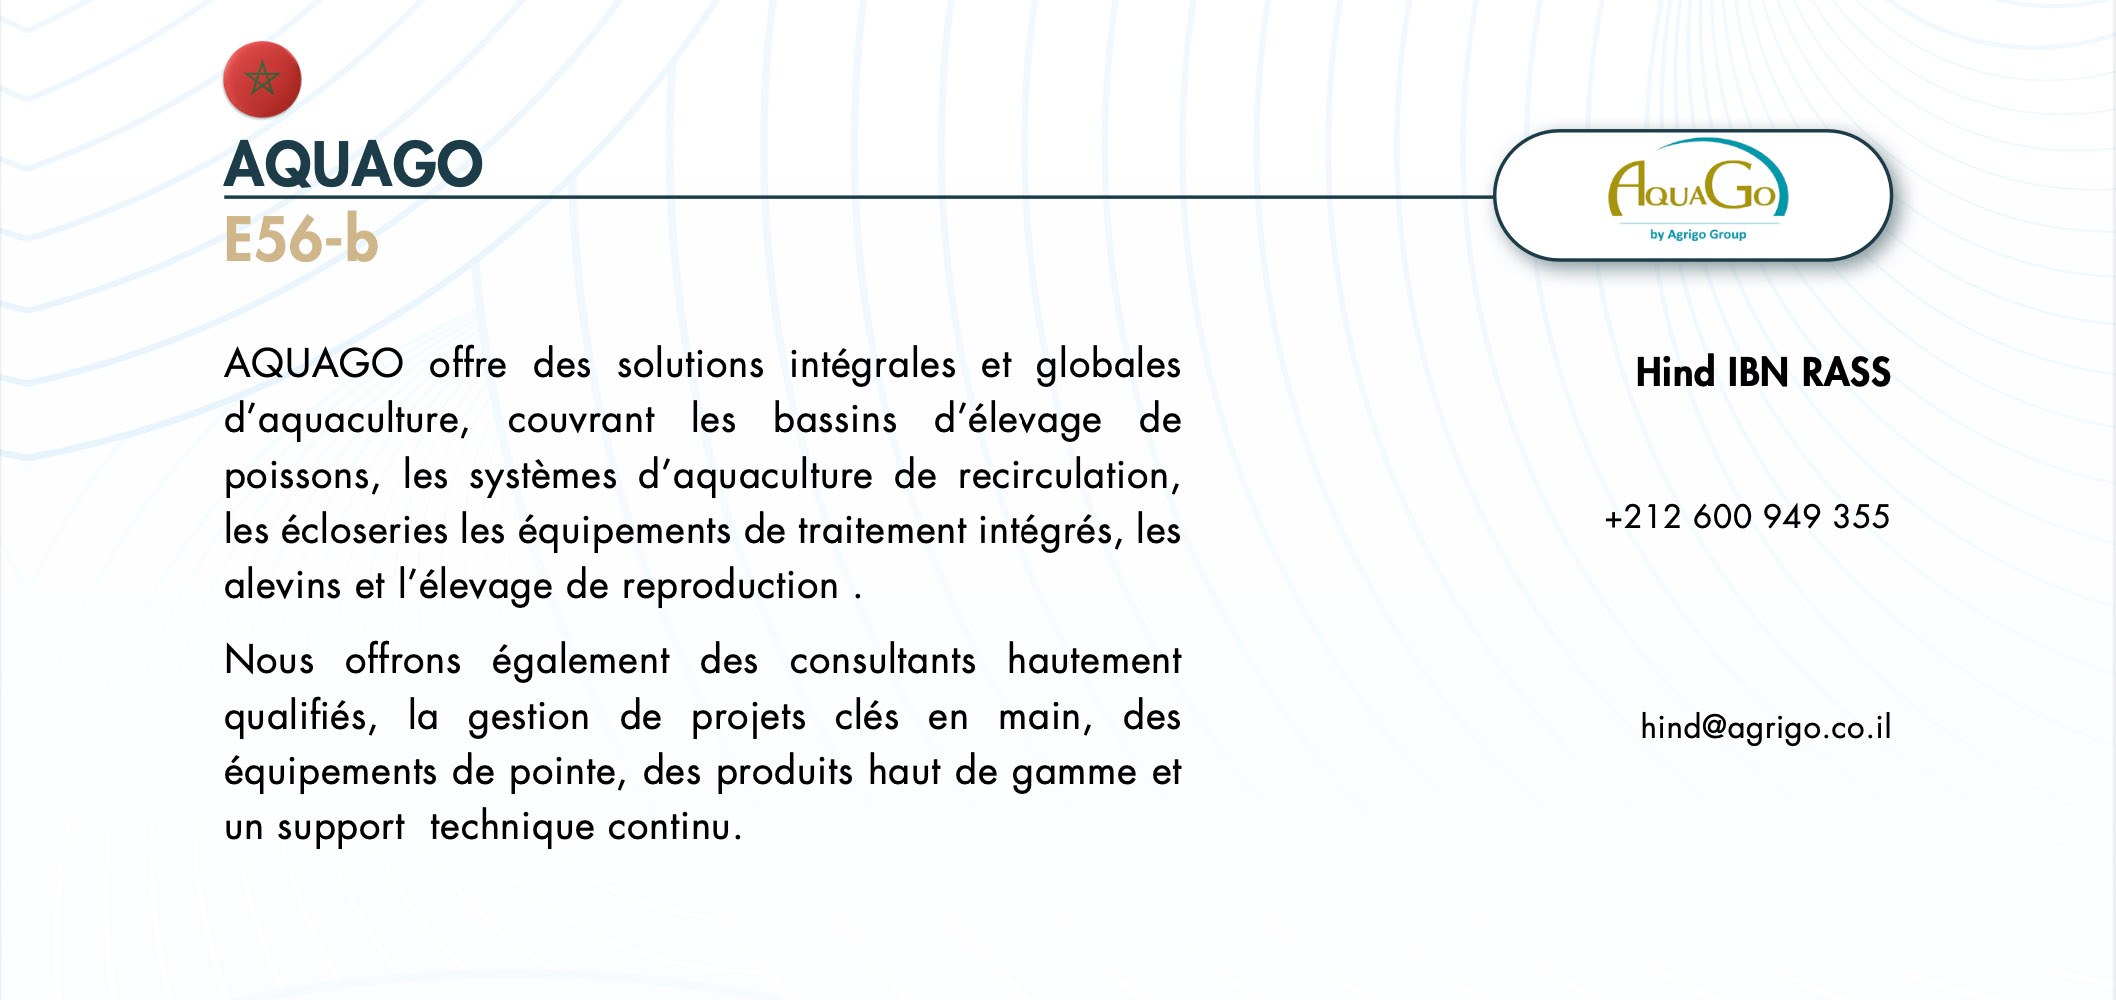 AQUAGO
E56-b
AQUAGO
by Agrigo Group
AQUAGO offre des solutions intégrales et globales
d’aquaculture, couvrant les bassins d’élevage de
poissons, les systèmes d’aquaculture de recirculation,
les écloseries les équipements de traitement intégrés, les
alevins et l’élevage de reproduction .
Nous offrons également des consultants hautement
qualifiés, la gestion de projets clés en main, des
équipements de pointe, des produits haut de gamme et
un support  technique continu.
Hind IBN RASS
+212 600 949 355
hind@agrigo.co.il